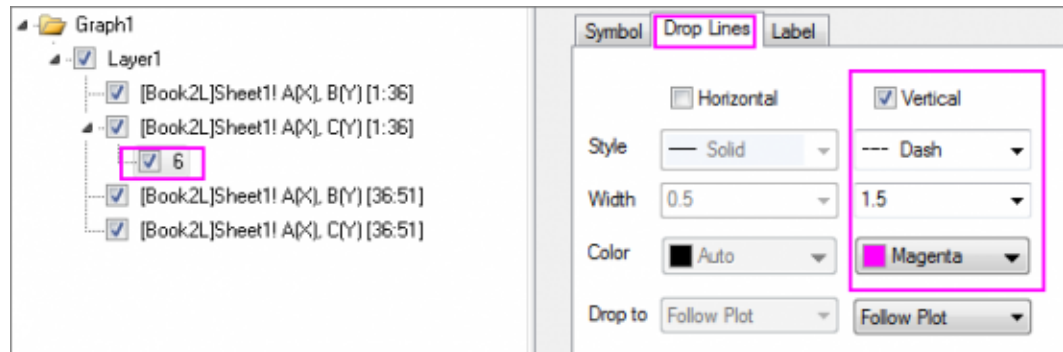 Graph1
Layer1
[Book2L]Sheet1! A(X), B(Y) [1:36]
[Book2L]Sheet1! A(X), C(Y) [1:36]
6
[Book2L]Sheet1! A(X), B(Y) [36:51]
[Book2L]Sheet1! A(X), C(Y) [36:51]
Symbol Drop Lines Label
Horizontal Vertical
Style Solid Dash
Width 0.5 1.5
Color Auto Magenta
Drop to Follow Plot Follow Plot